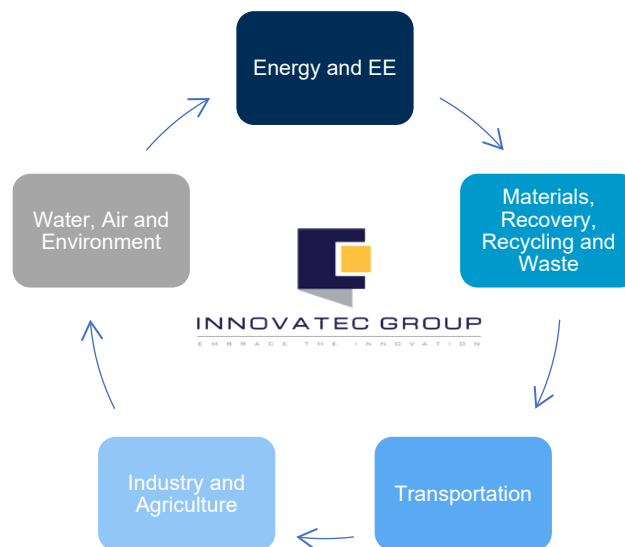 Energy and EE
Materials,
Recovery,
Recycling and
Waste
Transportation
Industry and
Agriculture
Water, Air and
Environment
INNOVATEC GROUP
EMBRACE THE INNOVATION